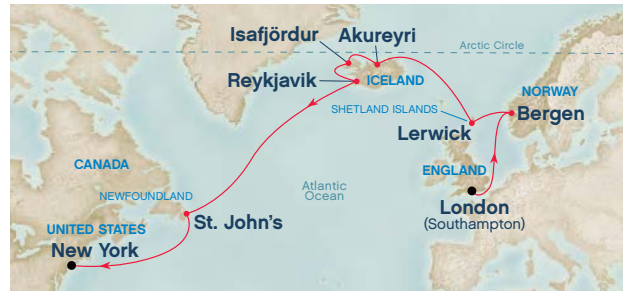 Isafjördur
Akureyri
Arctic Circle
Reykjavik
ICELAND
NORWAY
SHETLAND ISLANDS
Bergen
Lerwick
CANADA
ENGLAND
NEWFOUNDLAND
Atlantic
Ocean
London
(Southampton)
St. John's
UNITED STATES
New York